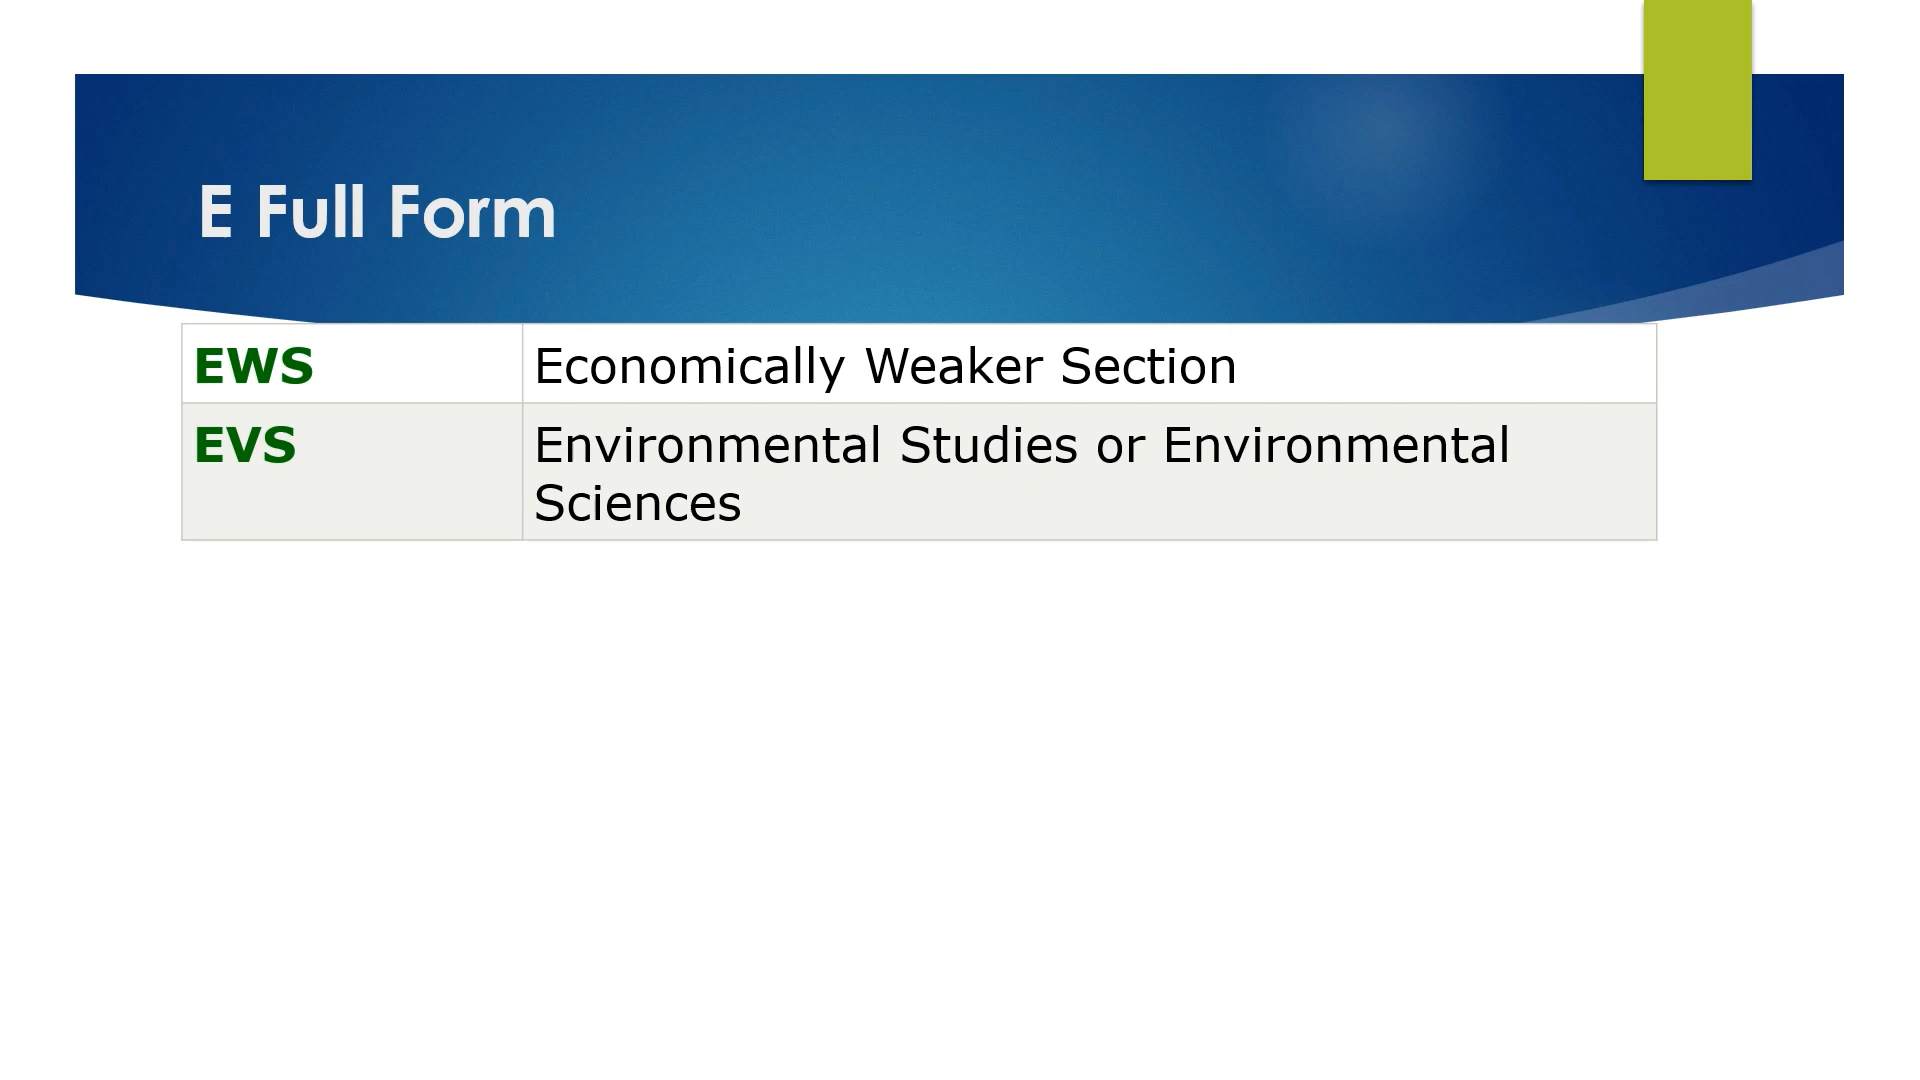 E Full Form
EWS Economically Weaker Section
EVS Environmental Studies or Environmental
Sciences